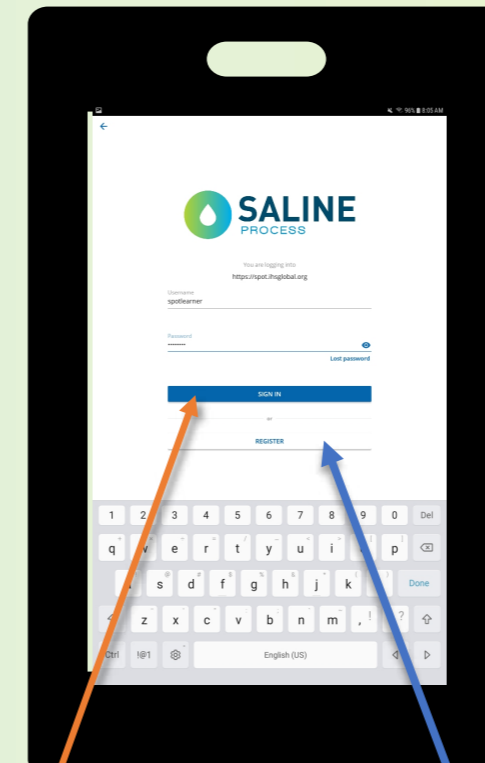 96% 8:05 AM
SALINE
PROCESS
You are logging into
https://spot.ihsglobal.org
Username
spotlearner
Password
--------
Lost password
SIGN IN
or
REGISTER
1 2 3 4 5 6 7 8 9 0 Del
q e r t y u i p
s d f g h j k Done
z x c v b n m , ! ?
Ctrl !@1 English (US)